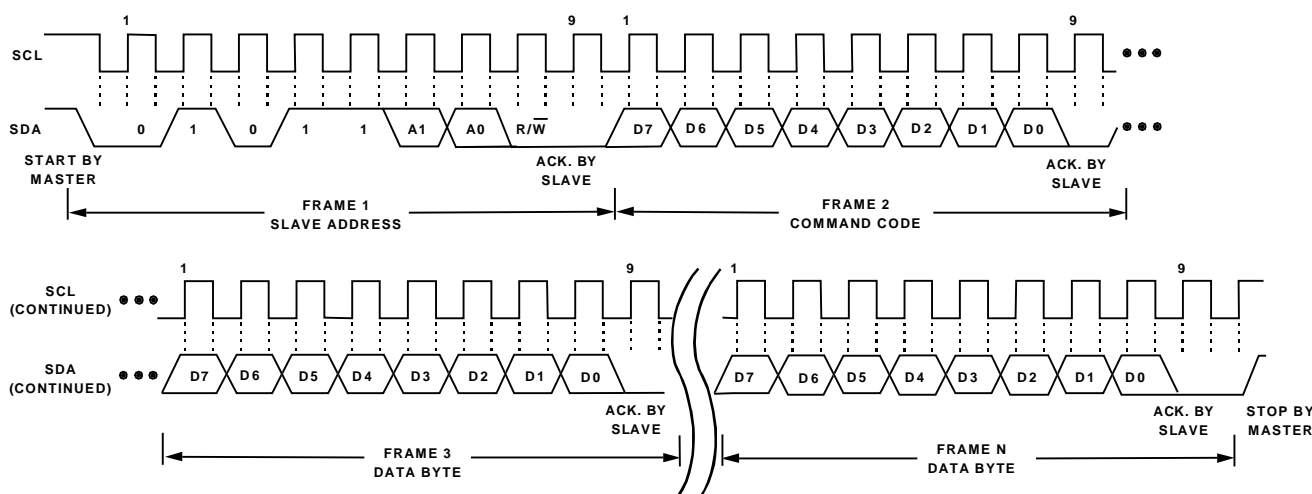 1 9 1 9
SCL
SDA 0 1 0 1 1 A1 A0 R/W̅ D7 D6 D5 D4 D3 D2 D1 D0
START BY MASTER
ACK. BY SLAVE
ACK. BY SLAVE
FRAME 1
SLAVE ADDRESS
FRAME 2
COMMAND CODE
1 9 1 9
SCL
(CONTINUED)
SDA
(CONTINUED)
D7 D6 D5 D4 D3 D2 D1 D0 D7 D6 D5 D4 D3 D2 D1 D0
ACK. BY
SLAVE
ACK. BY
SLAVE
STOP BY
MASTER
FRAME 3
DATA BYTE
FRAME N
DATA BYTE